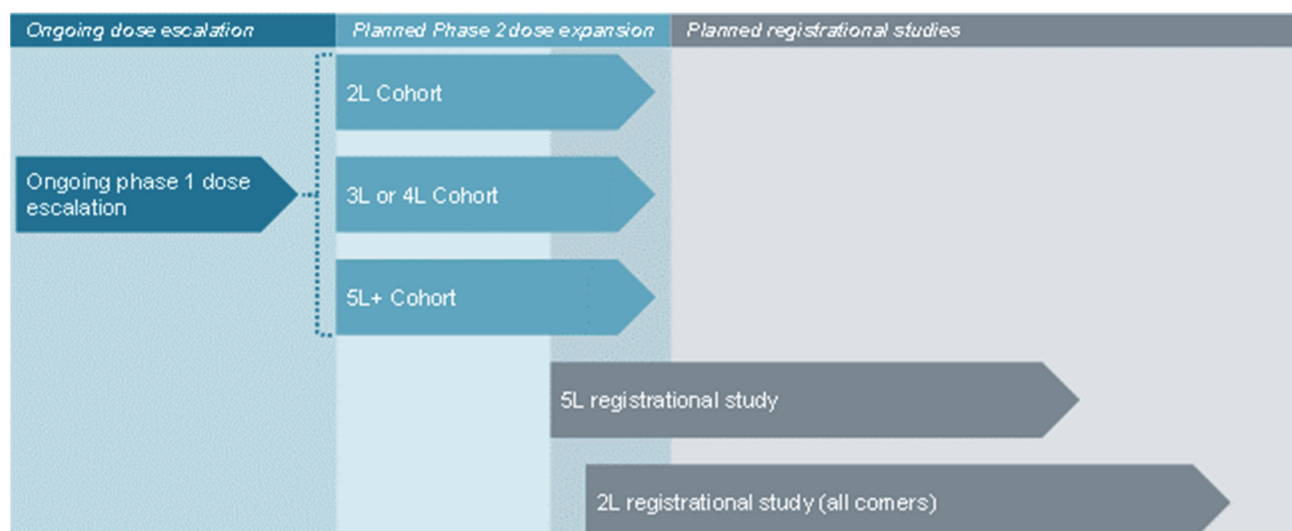 Ongoing dose escalation
Planned Phase 2 dose expansion
Planned registrational studies
2L Cohort
Ongoing phase 1 dose
escalation
3L or 4L Cohort
5L+ Cohort
5L registrational study
2L registrational study (all comers)